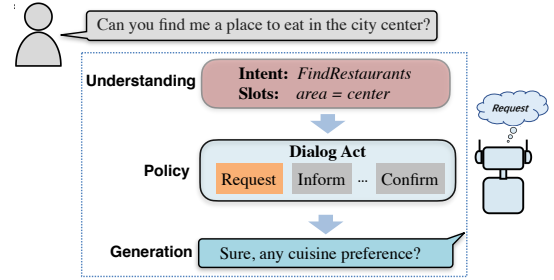 Can you find me a place to eat in the city center?
Understanding
Intent: FindRestaurants
Slots: area = center
Request
Policy
Dialog Act
Request Inform ... Confirm
Generation
Sure, any cuisine preference?